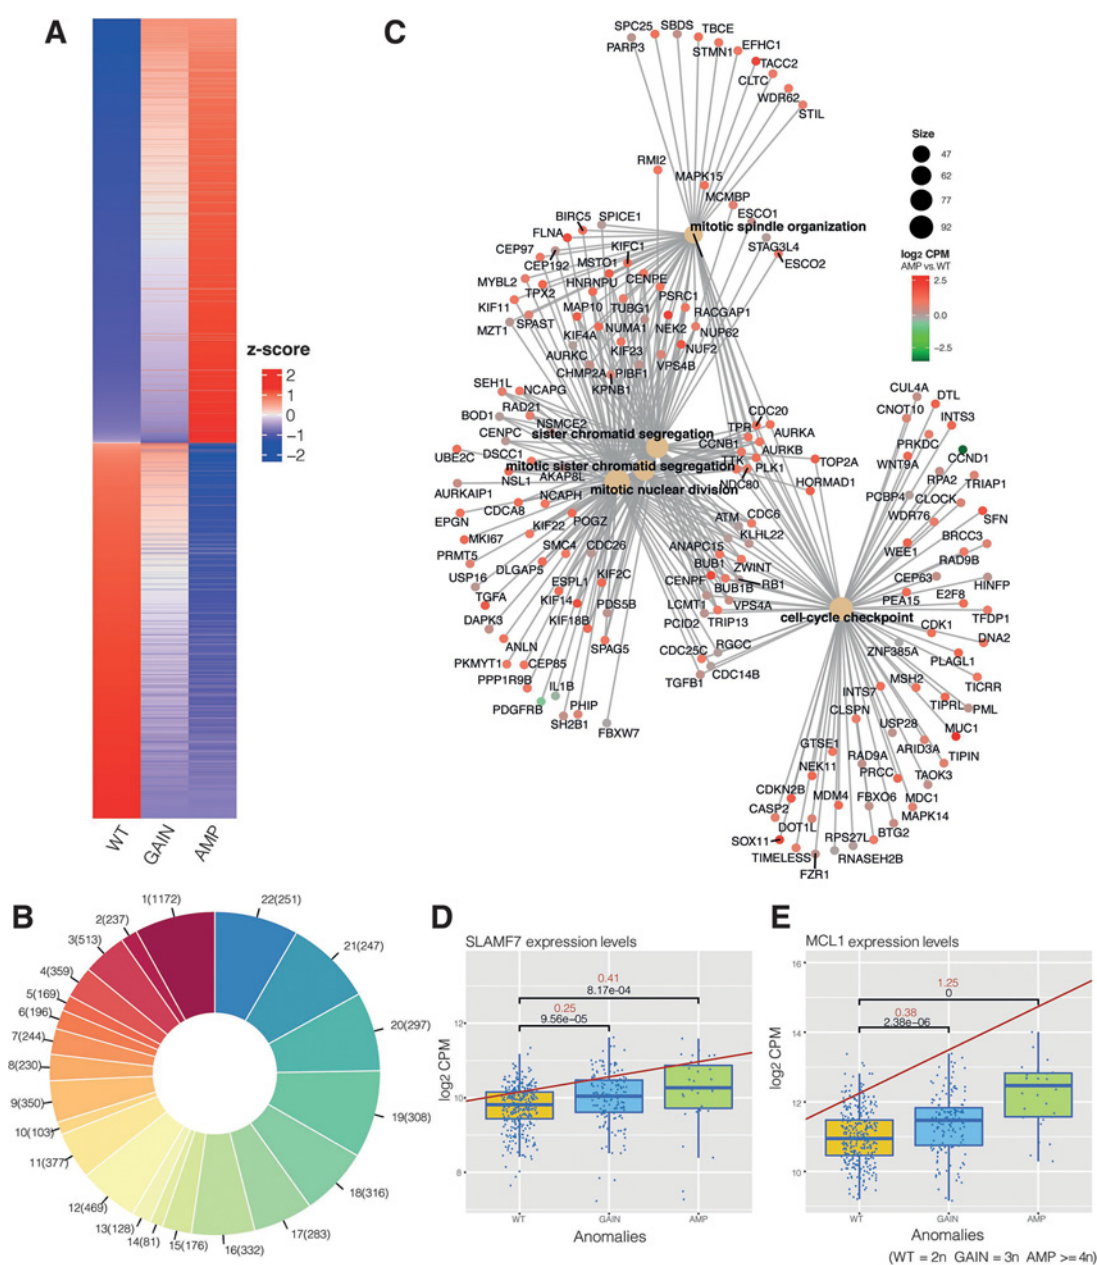 A
z-score
2
1
0
−1
−2
WT
GAIN
AMP
C
SPC25
SBDS
TBCE
PARP3
STMN1
EFHC1
TACC2
CLTC
WDR62
STIL
RMI2
MAPK15
MCMBP
ESCO1
mitotic spindle organization
STAG3L4
ESCO2
BIRC5
SPICE1
FLNA
CEP97
KIFC1
CEP192
MSTO1
MYBL2
HNRNPU
CENPE
TPX2
PSRC1
KIF11
MAP10
TUBG1
RACGAP1
MZT1
SPAST
KIF4A
NUMA1
NEK2
NUP62
AURKC
KIF23
NUF2
CHMP2A
PIBF1
VPS4B
KPNB1
SEH1L
NCAPG
RAD21
BOD1
NSMCE2
CENPC
sister chromatid segregation
UBE2C
DSCC1
mitotic sister chromatid segregation
NSL1
AKAP8L
mitotic nuclear division
AURKAIP1
NCAPH
CDCA8
EPGN
KIF22
POGZ
MKI67
SMC4
CDC26
PRMT5
DLGAP5
USP16
ESPL1
KIF2C
TGFA
KIF14
PDS5B
DAPK3
KIF18B
ANLN
SPAG5
PKMYT1
CEP85
PPP1R9B
IL1B
PDGFRB
PHIP
SH2B1
FBXW7
CDC20
TPR
AURKA
CCNB1
AURKB
TTK
PLK1
TOP2A
NDC80
HORMAD1
ATM
CDC6
KLHL22
ANAPC15
BUB1
ZWINT
CENPF
BUB1B
RB1
LCMT1
VPS4A
PCID2
TRIP13
CDC25C
RGCC
CDC14B
TGFB1
Size
47
62
77
92
log2 CPM
AMP vs.WT
2.5
0.0
−2.5
CUL4A
DTL
CNOT10
INTS3
PRKDC
CCND1
WNT9A
RPA2
TRIAP1
PCBP4
CLOCK
WDR76
SFN
BRCC3
WEE1
RAD9B
CEP63
HINFP
PEA15
E2F8
TFDP1
cell-cycle checkpoint
CDK1
DNA2
ZNF385A
PLAGL1
MSH2
TICRR
INTS7
TIPRL
PML
CLSPN
USP28
MUC1
GTSE1
ARID3A
TIPIN
RAD9A
NEK11
PRCC
TAOK3
CDKN2B
MDM4
FBXO6
MDC1
CASP2
MAPK14
DOT1L
BTG2
SOX11
RPS27L
TIMELESS
RNASEH2B
FZR1
B
1(1172)
22(251)
2(237)
21(247)
3(513)
4(359)
5(169)
20(297)
6(196)
7(244)
8(230)
9(350)
19(308)
10(103)
11(377)
18(316)
12(469)
17(283)
13(128)
14(81)
15(176)
16(332)
D
SLAMF7 expression levels
0.41
8.17e−04
0.25
9.56e−05
log2 CPM
12
10
8
WT
GAIN
AMP
Anomalies
E
MCL1 expression levels
1.25
0
0.38
2.38e−06
log2 CPM
16
14
12
10
WT
GAIN
AMP
Anomalies
(WT = 2n GAIN = 3n AMP >= 4n)